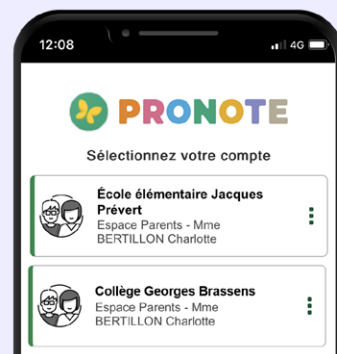 12:08
4G
PRONOTE
Sélectionnez votre compte
École élémentaire Jacques
Prévert
Espace Parents - Mme
BERTILLON Charlotte
Collège Georges Brassens
Espace Parents - Mme
BERTILLON Charlotte